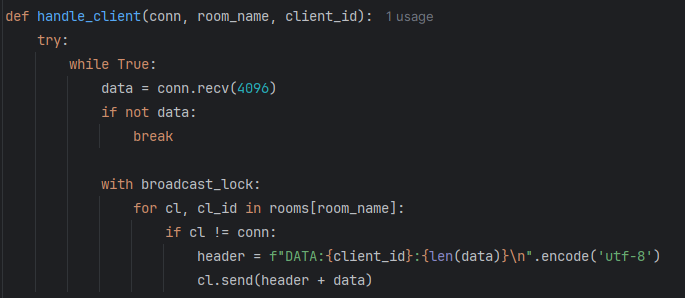 def handle_client(conn, room_name, client_id): 1 usage
    try:
        while True:
            data = conn.recv(4096)
            if not data:
                break

            with broadcast_lock:
                for cl, cl_id in rooms[room_name]:
                    if cl != conn:
                        header = f"DATA:{client_id}:{len(data)}\n".encode('utf-8')
                        cl.send(header + data)